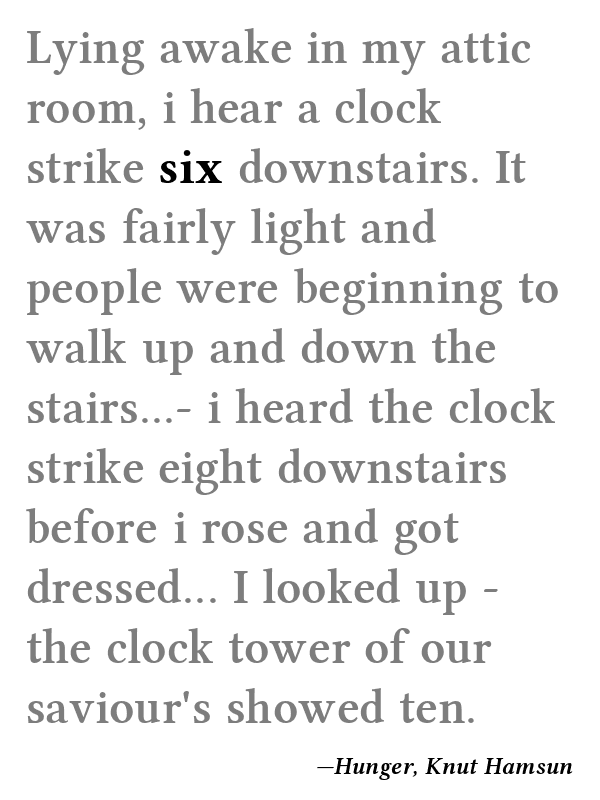 Lying awake in my attic
room, i hear a clock
strike six downstairs. It
was fairly light and
people were beginning to
walk up and down the
stairs...- i heard the clock
strike eight downstairs
before i rose and got
dressed... I looked up -
the clock tower of our
saviour's showed ten.
—Hunger, Knut Hamsun